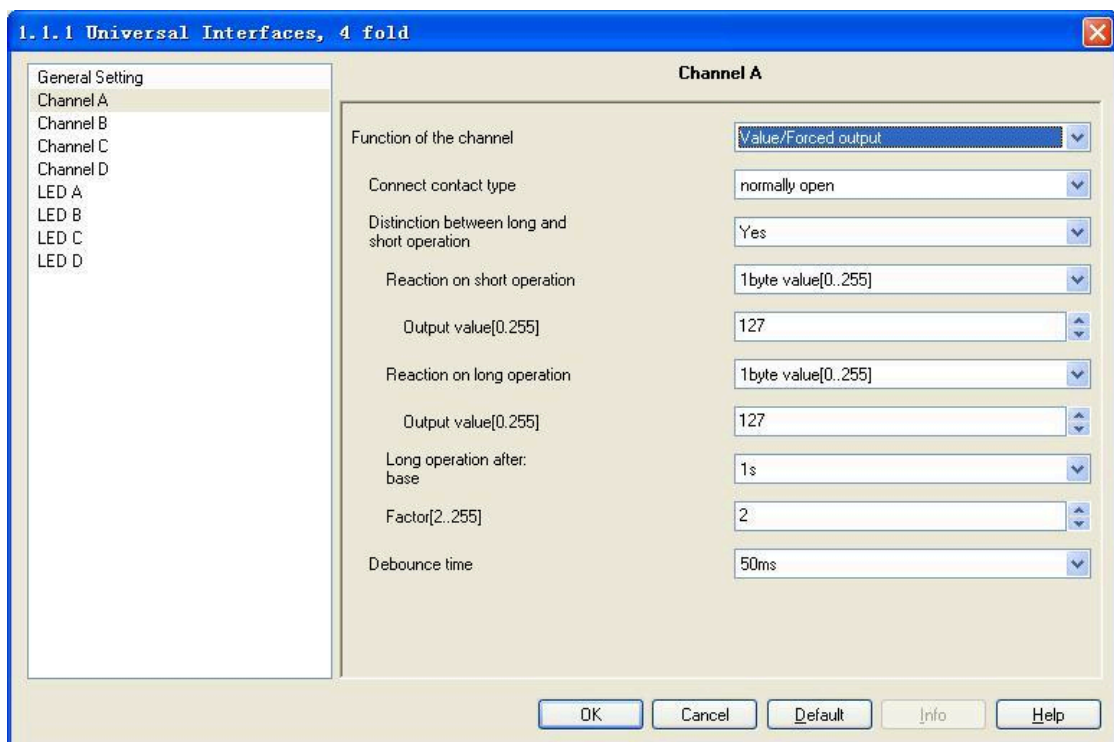 1.1.1 Universal Interfaces, 4 fold
General Setting
Channel A
Channel B
Channel C
Channel D
LED A
LED B
LED C
LED D
Channel A
Function of the channel
Value/Forced output
Connect contact type
normally open
Distinction between long and
short operation
Yes
Reaction on short operation
1byte value[0..255]
Output value[0.255]
127
Reaction on long operation
1byte value[0..255]
Output value[0.255]
127
Long operation after:
base
1s
Factor[2..255]
2
Debounce time
50ms
OK
Cancel
Default
Info
Help